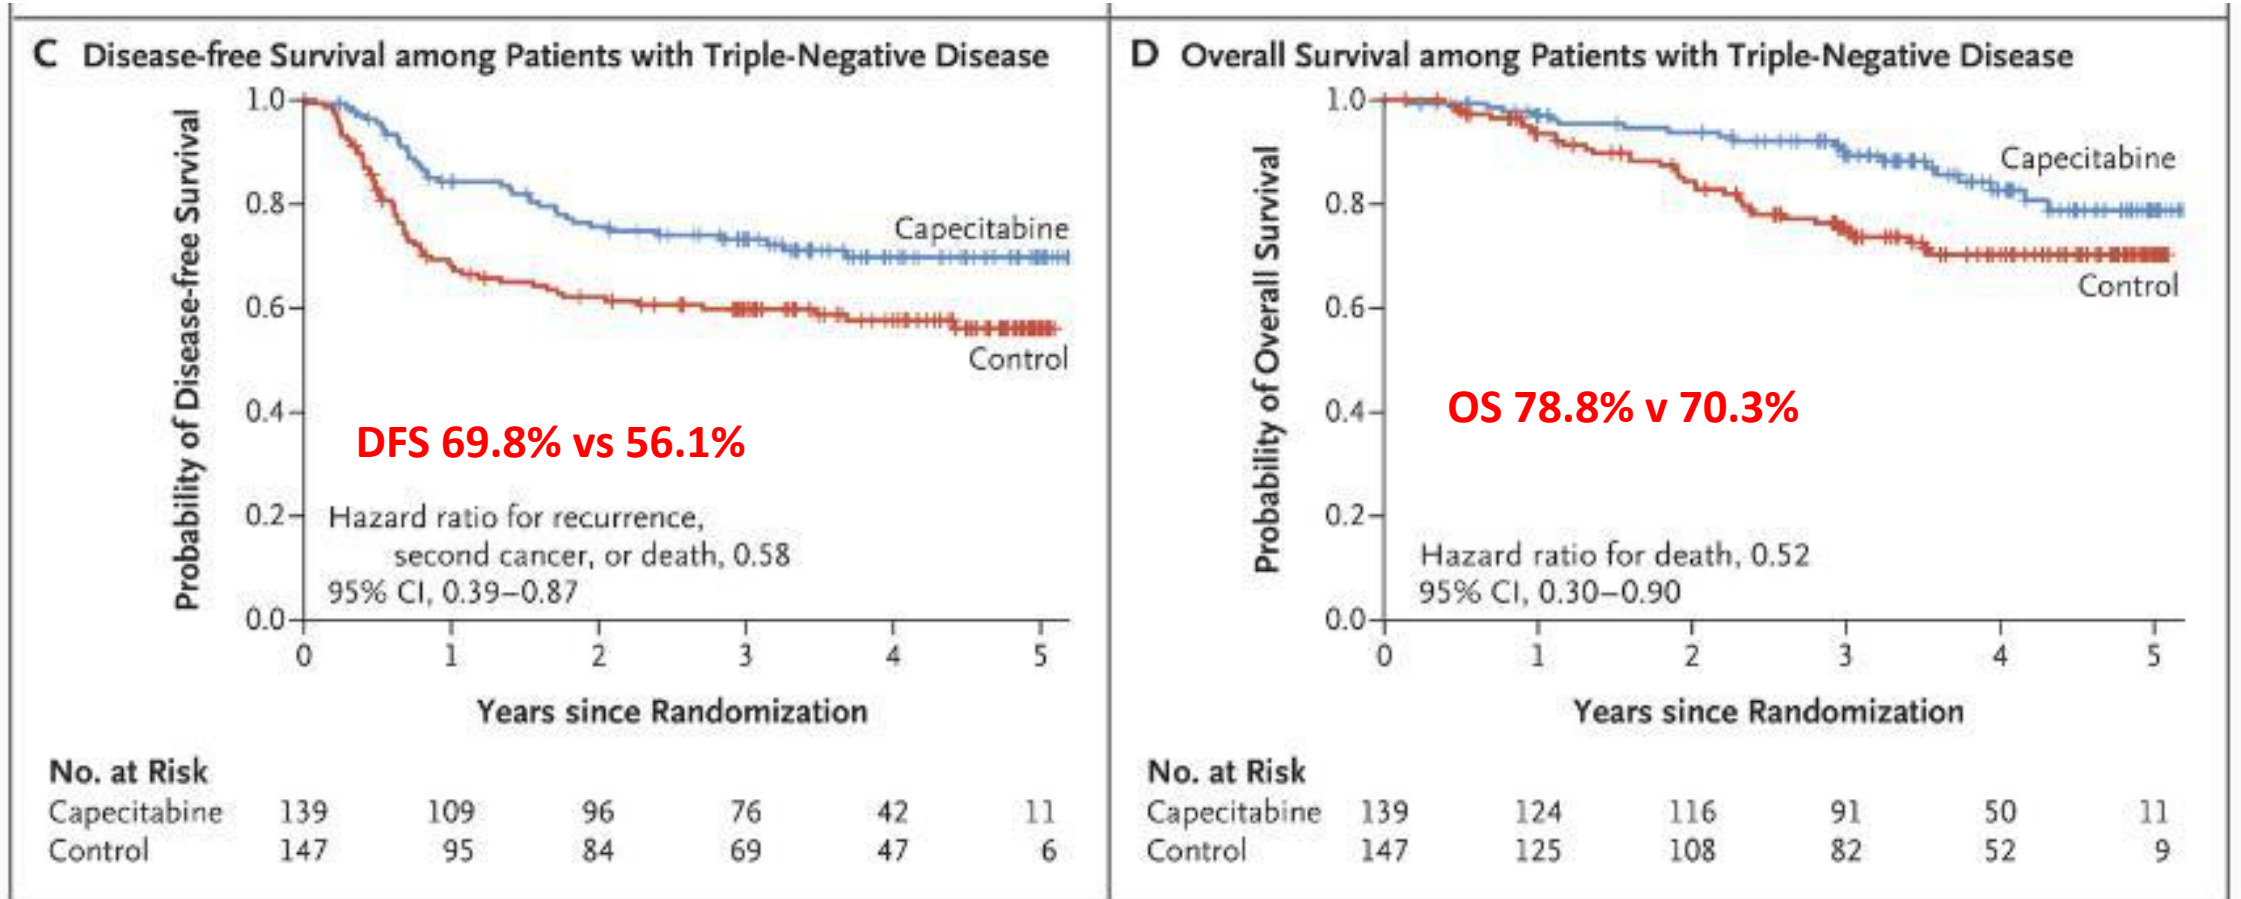 C Disease-free Survival among Patients with Triple-Negative Disease
Probability of Disease-free Survival
1.0
0.8
0.6
0.4
0.2
0.0
Capecitabine
Control
DFS 69.8% vs 56.1%
Hazard ratio for recurrence,
second cancer, or death, 0.58
95% CI, 0.39–0.87
0 1 2 3 4 5
Years since Randomization
No. at Risk
Capecitabine 139 109 96 76 42 11
Control 147 95 84 69 47 6
D Overall Survival among Patients with Triple-Negative Disease
Probability of Overall Survival
1.0
0.8
0.6
0.4
0.2
0.0
Capecitabine
Control
OS 78.8% v 70.3%
Hazard ratio for death, 0.52
95% CI, 0.30–0.90
0 1 2 3 4 5
Years since Randomization
No. at Risk
Capecitabine 139 124 116 91 50 11
Control 147 125 108 82 52 9